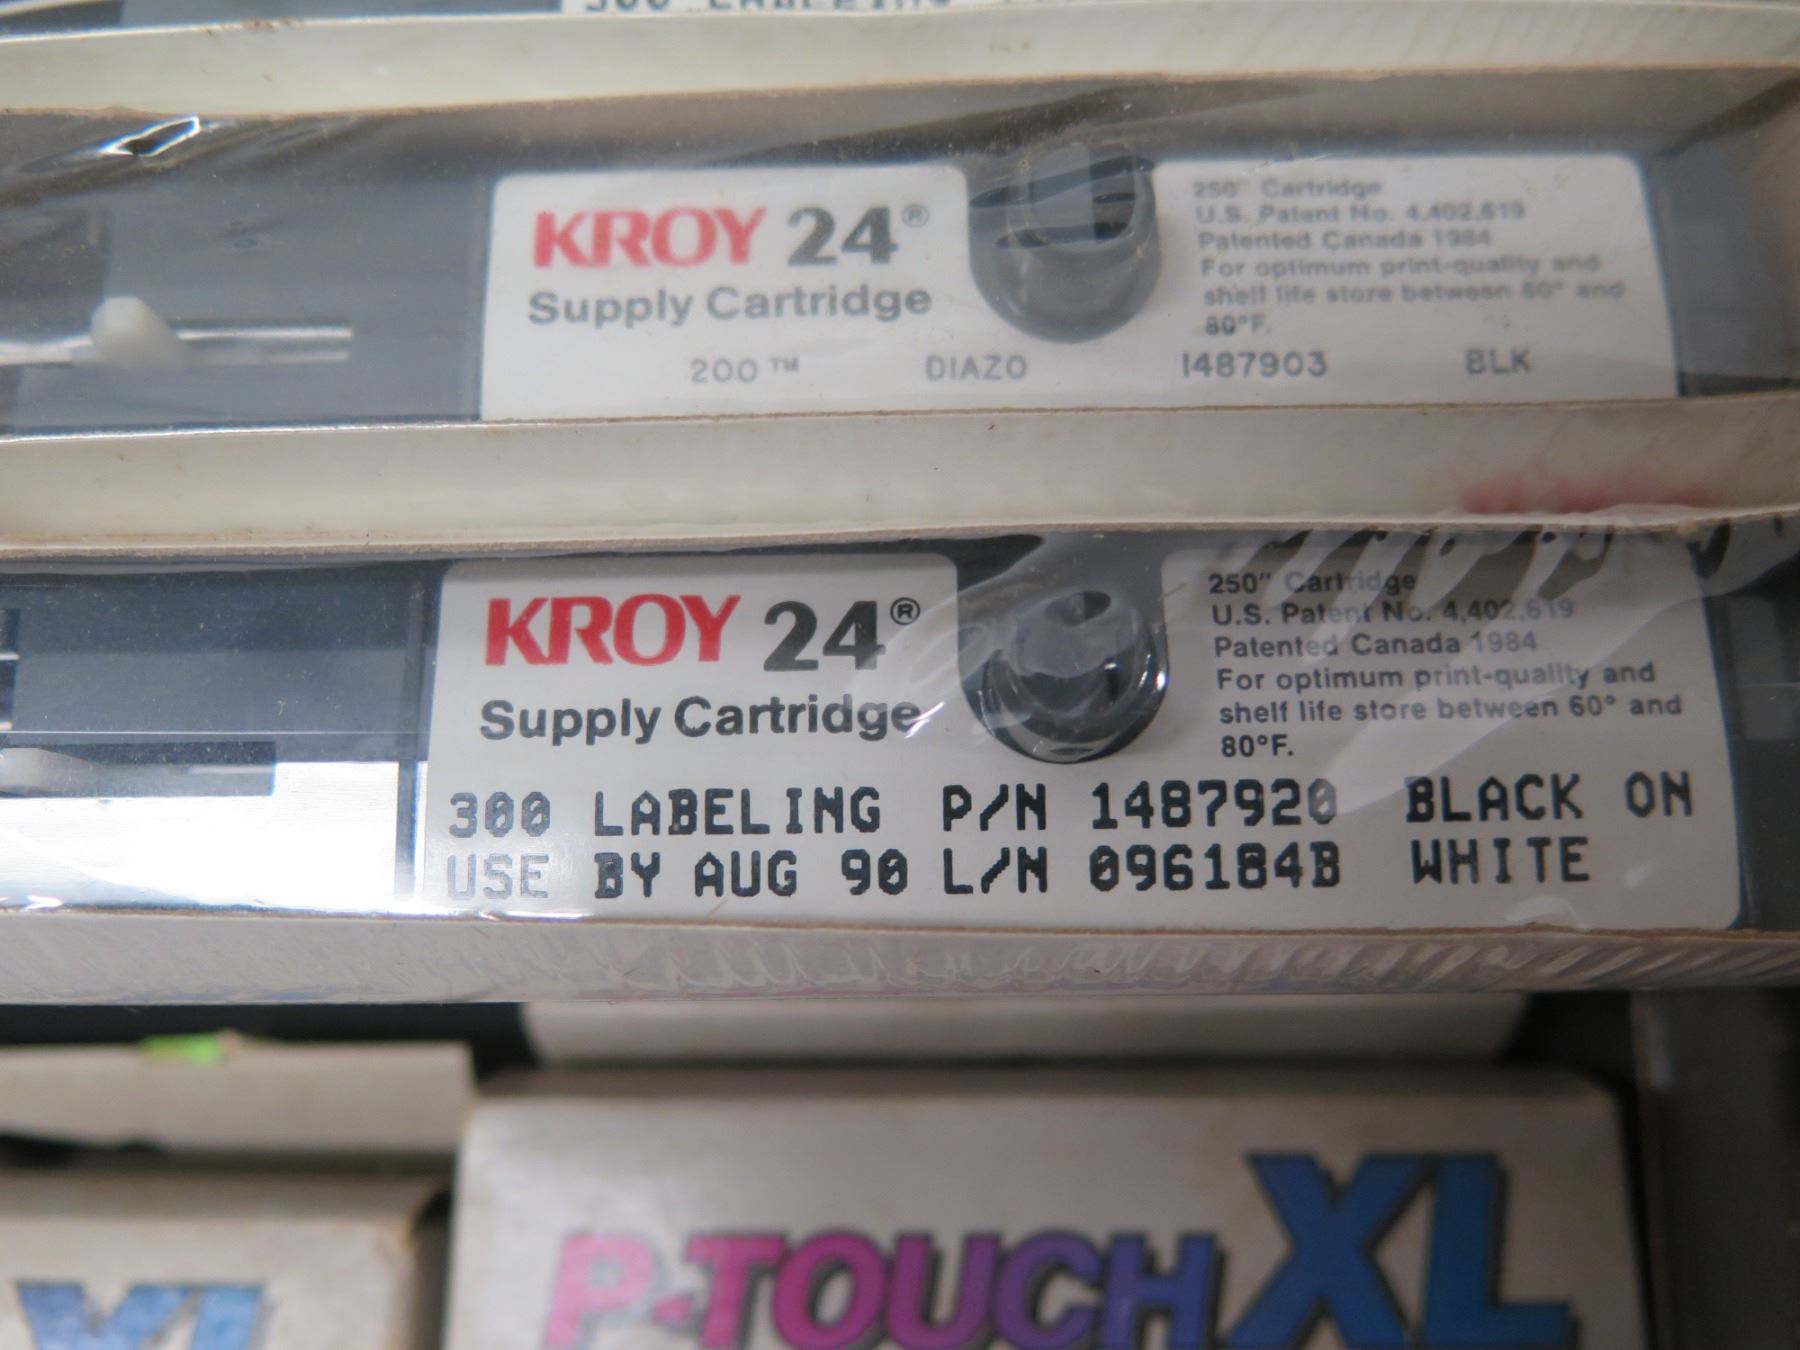 300 LABELING
KROY 24®
Supply Cartridge
200™ DIAZO 1487903 BLK
250" Cartridge
U.S. Patent No. 4,402,619
Patented Canada 1984
For optimum print-quality and
shelf life store between 60° and
80°F.
KROY 24®
Supply Cartridge
250" Cartridge
U.S. Patent No. 4,402,619
Patented Canada 1984
For optimum print-quality and
shelf life store between 60° and
80°F.
300 LABELING P/N 1487920 BLACK ON
USE BY AUG 90 L/N 096184B WHITE
P-TOUCH XL
XL